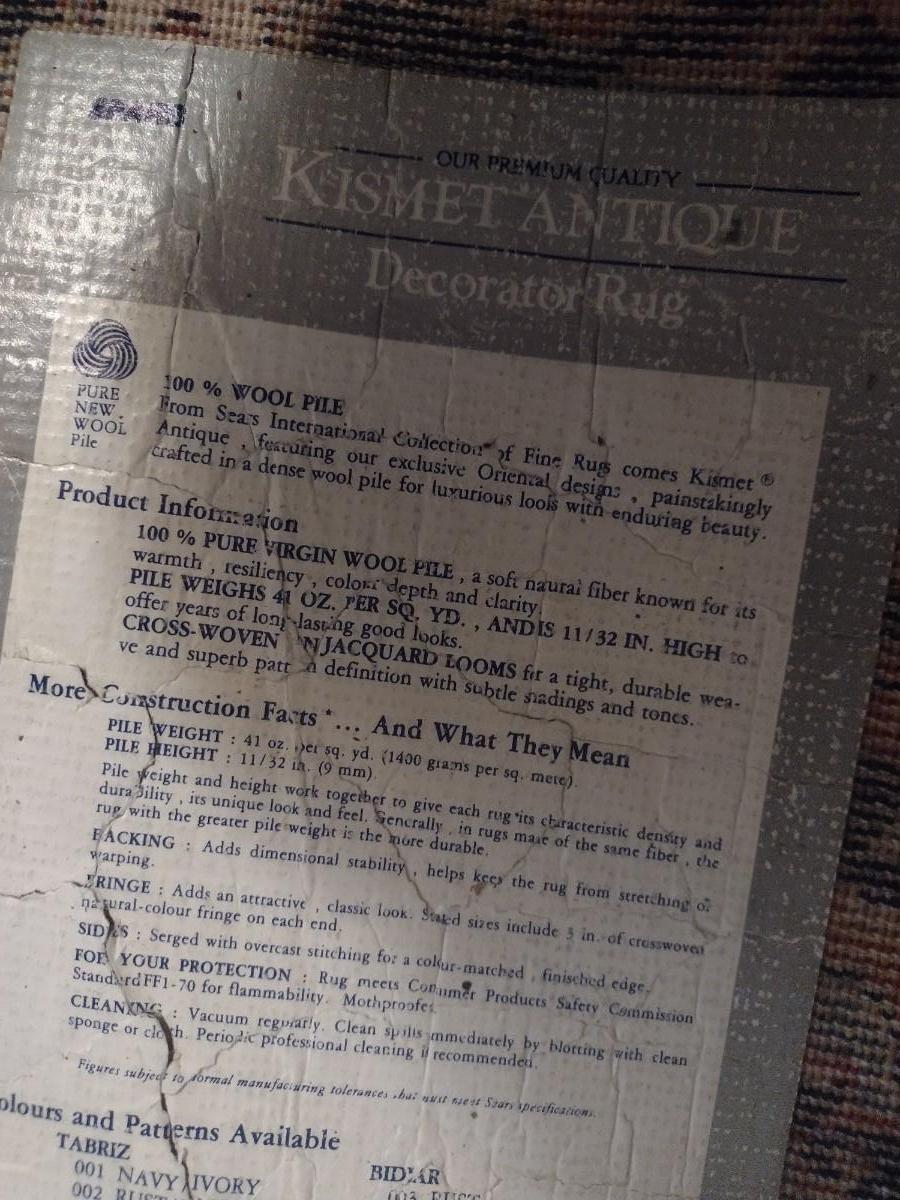 SEARS
OUR PREMIUM QUALITY
KISMET ANTIQUE
Decorator Rug
PURE
NEW
WOOL
Pile
100 % WOOL PILE
From Sears International Collection of Fine Rugs comes Kismet ®
Antique , featuring our exclusive Oriental designs , painstakingly
crafted in a dense wool pile for luxurious looks with enduring beauty.
Product Information
100 % PURE VIRGIN WOOL PILE , a soft naural fiber known for its
warmth , resiliency , colour depth and clarity.
PILE WEIGHS 41 OZ. PER SQ. YD. , AND IS 11/32 IN. HIGH to
offer years of long-lasting good looks.
CROSS-WOVEN ON JACQUARD LOOMS for a tight, durable wea-
ve and superb pattern definition with subtle shadings and tones.
More Construction Facts *... And What They Mean
PILE WEIGHT : 41 oz. per sq. yd. (1400 grams per sq. mete).
PILE HEIGHT : 11/32 in. (9 mm).
Pile weight and height work together to give each rug its characteristic density and
durability , its unique look and feel. Generally , in rugs made of the same fiber , the
rug with the greater pile weight is the more durable.
BACKING : Adds dimensional stability , helps keep the rug from stretching or
warping.
FRINGE : Adds an attractive , classic look. Stated sizes include 3 in. of crosswoven
natural-colour fringe on each end.
SIDES : Serged with overcast stitching for a colour-matched , finisched edge.
FOR YOUR PROTECTION : Rug meets Consumer Products Safety Commission
Standard FF1-70 for flammability. Mothproofed.
CLEANING : Vacuum regularly. Clean spills immediately by blotting with clean
sponge or cloth. Periodic professional cleaning is recommended.
Figures subject to normal manufacturing tolerances that must meet Sears specifications.
olours and Patterns Available
TABRIZ
BIDJAR
001 NAVY/IVORY
002 RUST
003 RUST